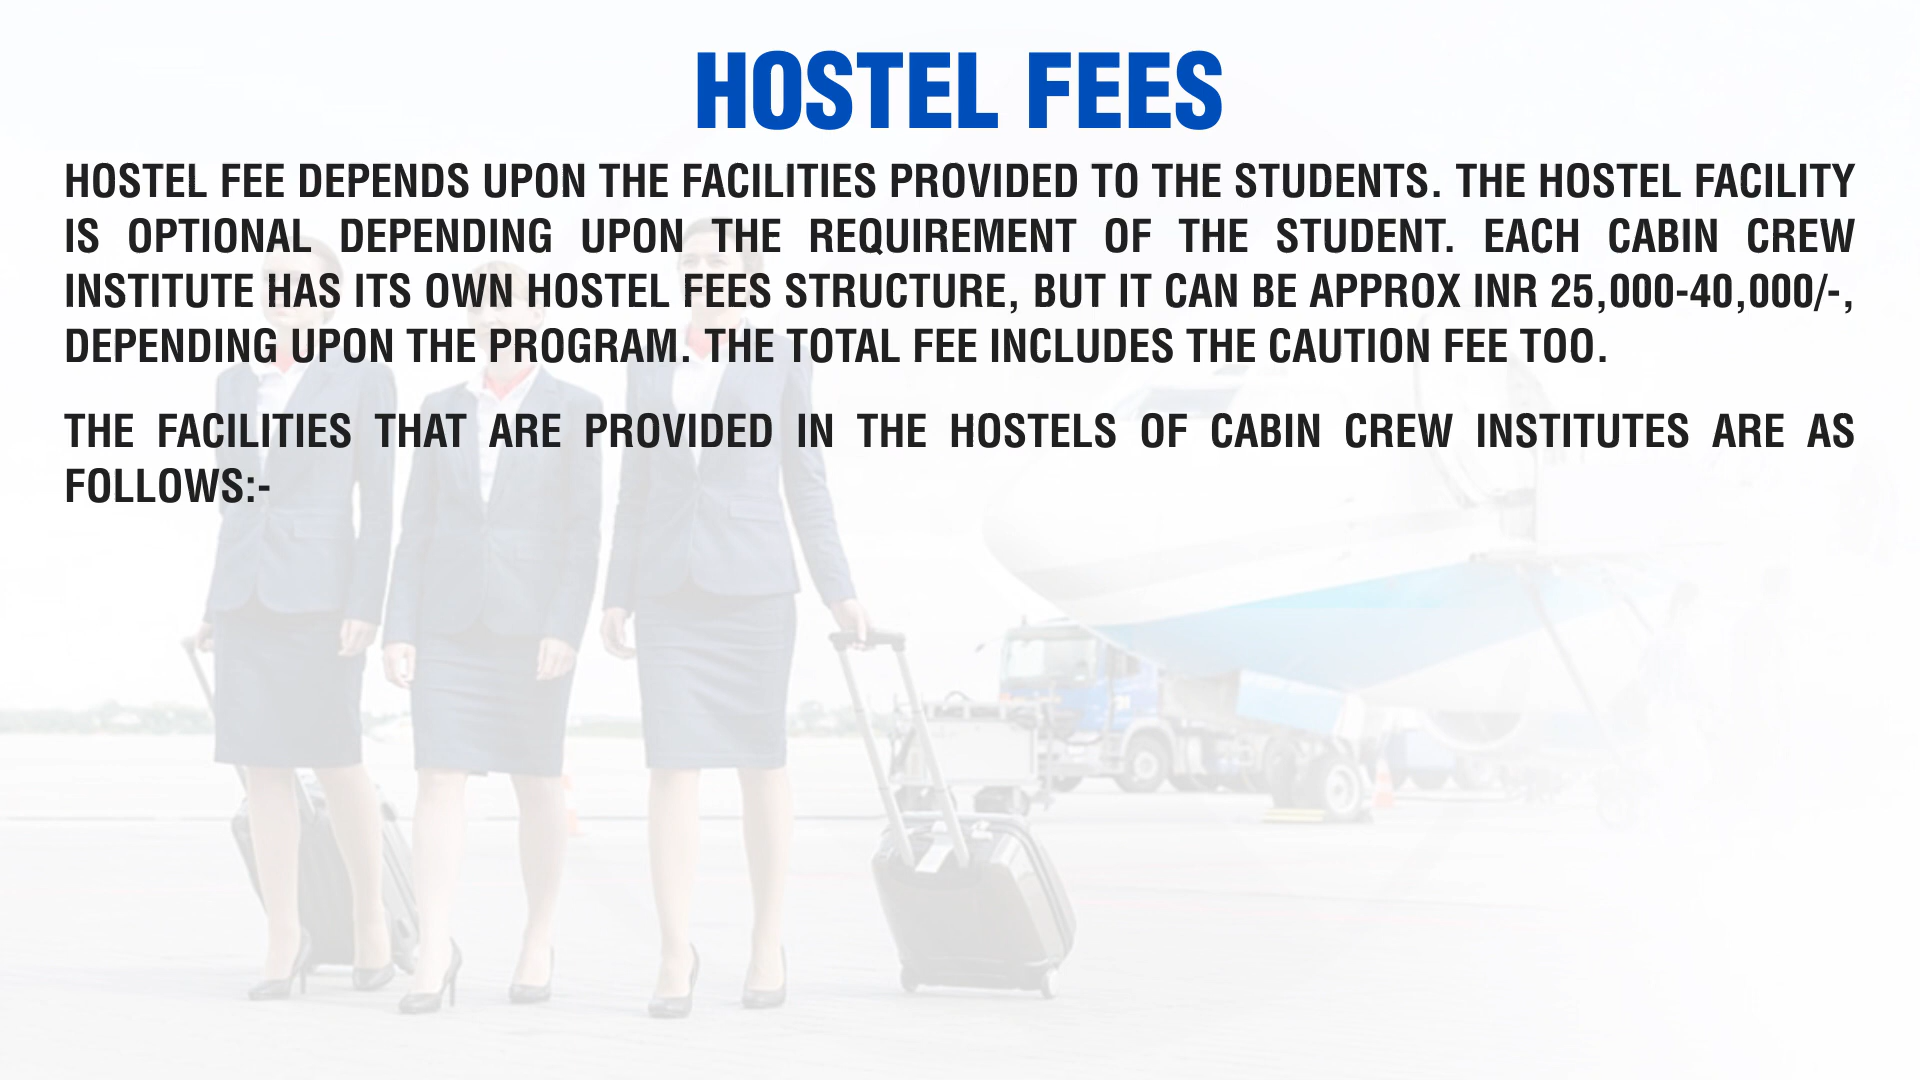 HOSTEL FEES
HOSTEL FEE DEPENDS UPON THE FACILITIES PROVIDED TO THE STUDENTS. THE HOSTEL FACILITY
IS OPTIONAL DEPENDING UPON THE REQUIREMENT OF THE STUDENT. EACH CABIN CREW
INSTITUTE HAS ITS OWN HOSTEL FEES STRUCTURE, BUT IT CAN BE APPROX INR 25,000-40,000/-,
DEPENDING UPON THE PROGRAM. THE TOTAL FEE INCLUDES THE CAUTION FEE TOO.
THE FACILITIES THAT ARE PROVIDED IN THE HOSTELS OF CABIN CREW INSTITUTES ARE AS
FOLLOWS:-